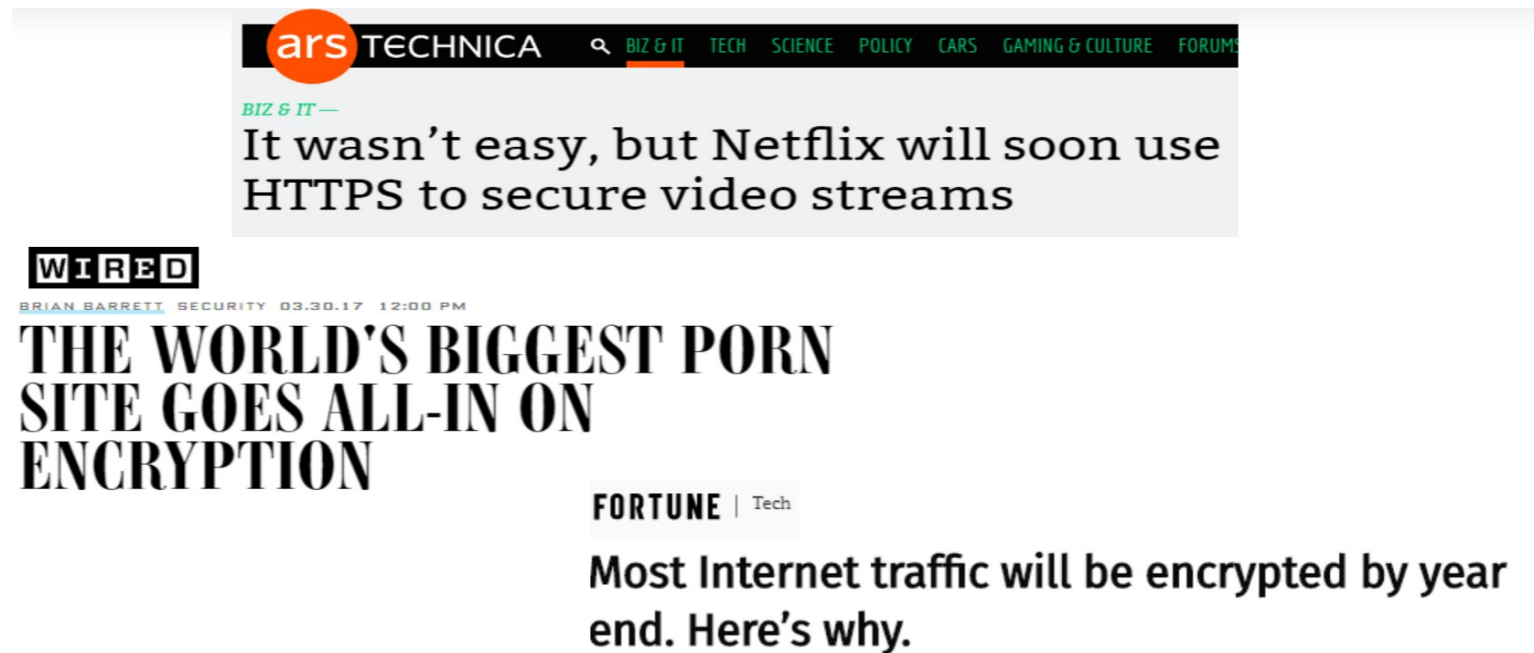 ars TECHNICA BIZ & IT TECH SCIENCE POLICY CARS GAMING & CULTURE FORUMS
BIZ & IT —
It wasn't easy, but Netflix will soon use
HTTPS to secure video streams
WIRED
BRIAN BARRETT SECURITY 03.30.17 12:00 PM
THE WORLD'S BIGGEST PORN
SITE GOES ALL-IN ON
ENCRYPTION
FORTUNE | Tech
Most Internet traffic will be encrypted by year
end. Here's why.